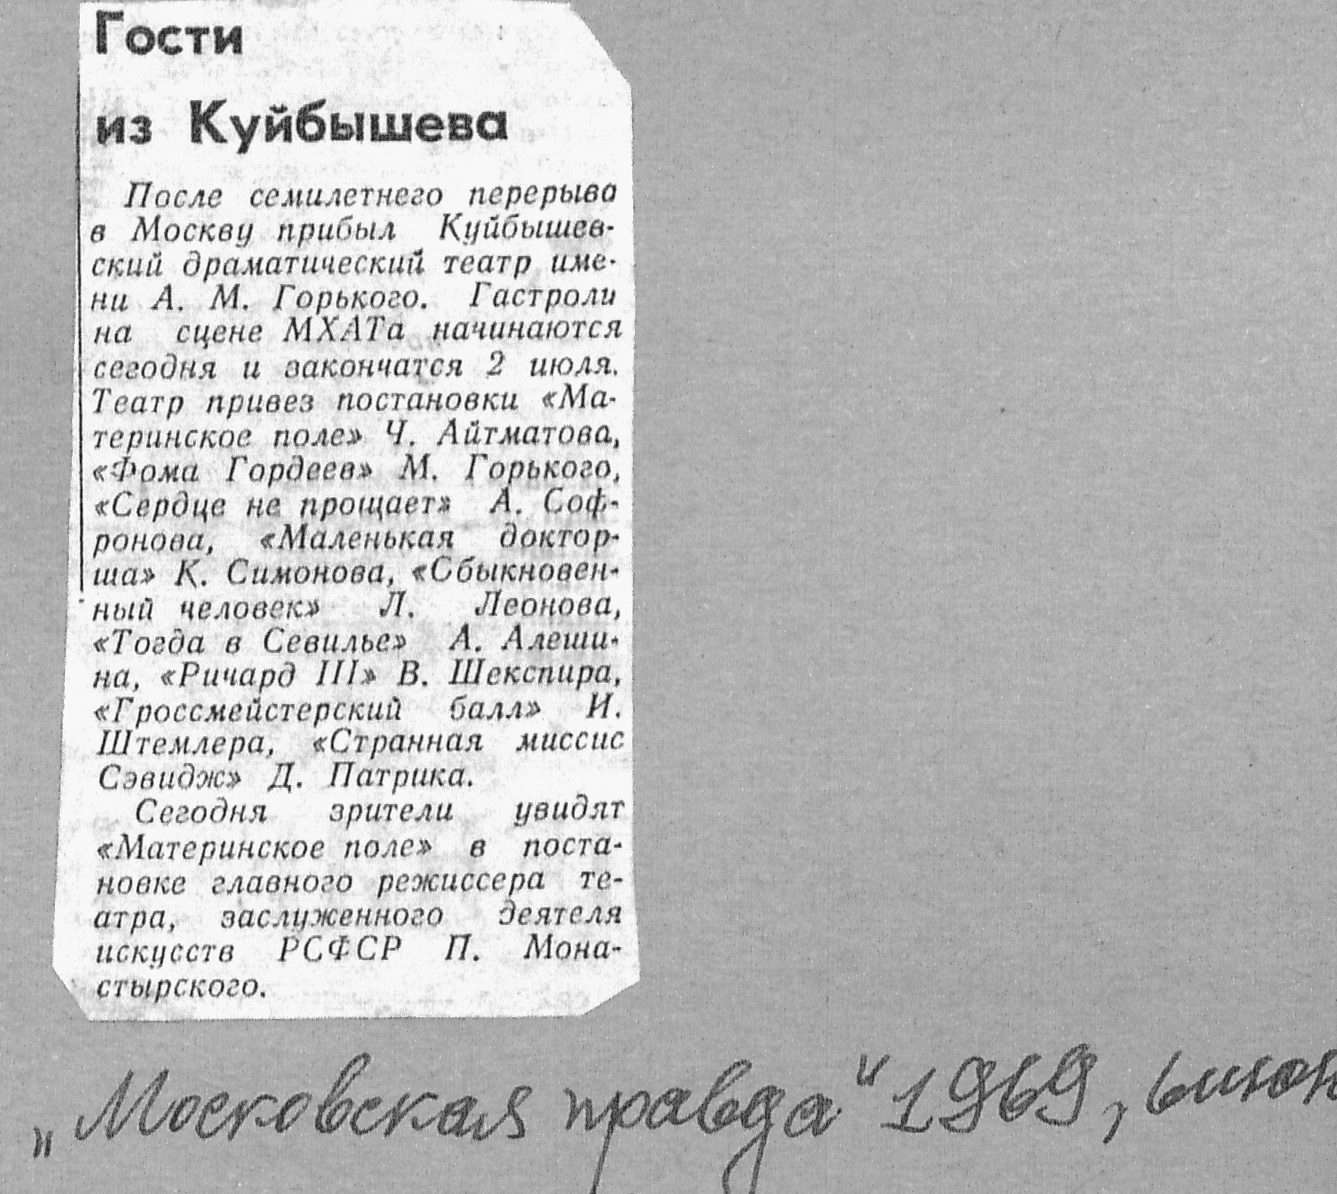 Гости
из Куйбышева
После семилетнего перерыва
в Москву прибыл Куйбышев-
ский драматический театр име-
ни А. М. Горького. Гастроли
на сцене МХАТа начинаются
сегодня и закончатся 2 июля.
Театр привез постановки «Ма-
теринское поле» Ч. Айтматова,
«Фома Гордеев» М. Горького,
«Сердце не прощает» А. Соф-
ронова, «Маленькая доктор-
ша» К. Симонова, «Сбыкновен-
ный человек» Л. Леонова,
«Тогда в Севилье» А. Алеши-
на, «Ричард III» В. Шекспира,
«Гроссмейстерский балл» И.
Штемлера, «Странная миссис
Сэвидж» Д. Патрика.
Сегодня зрители увидят
«Материнское поле» в поста-
новке главного режиссера те-
атра, заслуженного деятеля
искусств РСФСР П. Мона-
стырского.
„Московская правда" 1969, 6 июн